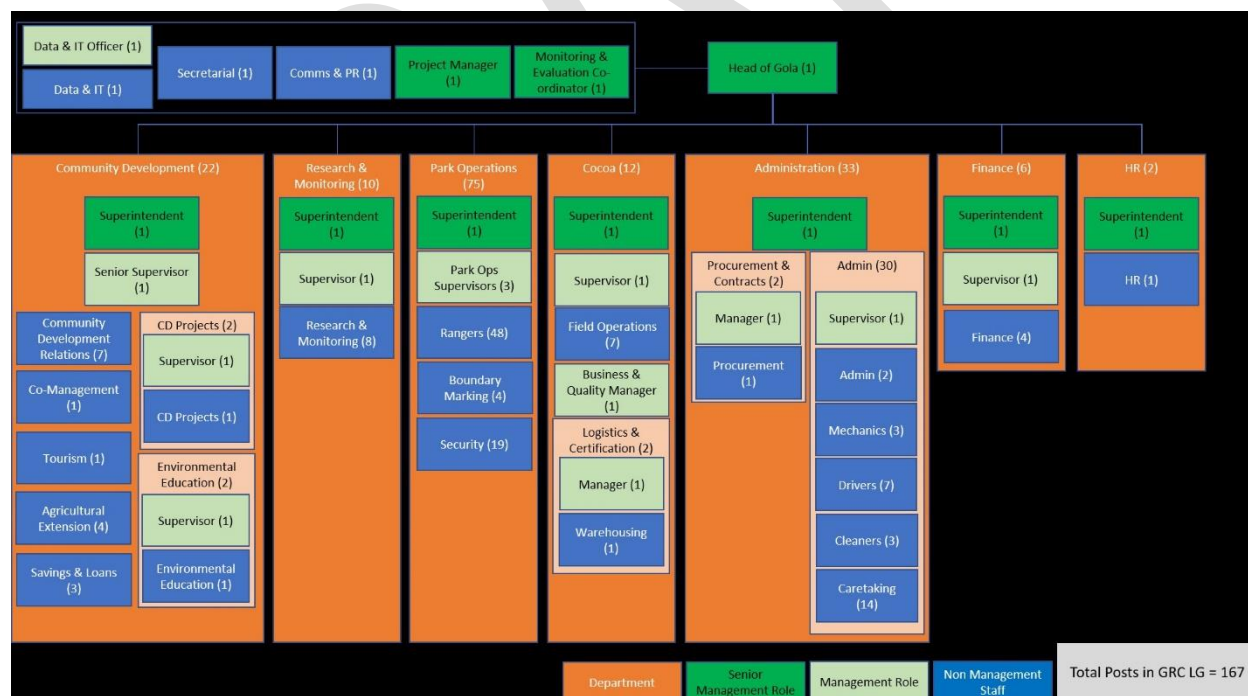 Data & IT Officer (1)
Data & IT (1)
Secretarial (1)
Comms & PR (1)
Project Manager
(1)
Monitoring &
Evaluation Co-
ordinator (1)
Head of Gola (1)
Community Development (22)
Superintendent
(1)
Senior Supervisor
(1)
Community
Development
Relations (7)
Co-Management
(1)
Tourism (1)
Agricultural
Extension (4)
Savings & Loans
(3)
CD Projects (2)
Supervisor (1)
CD Projects (1)
Environmental
Education (2)
Supervisor (1)
Environmental
Education (1)
Research &
Monitoring (10)
Superintendent
(1)
Supervisor (1)
Research &
Monitoring (8)
Park Operations
(75)
Superintendent
(1)
Park Ops
Supervisors (3)
Rangers (48)
Boundary
Marking (4)
Security (19)
Cocoa (12)
Superintendent
(1)
Supervisor (1)
Field Operations
(7)
Business &
Quality Manager
(1)
Logistics &
Certification (2)
Manager (1)
Warehousing
(1)
Administration (33)
Superintendent
(1)
Procurement &
Contracts (2)
Manager (1)
Procurement
(1)
Admin (30)
Supervisor (1)
Admin (2)
Mechanics (3)
Drivers (7)
Cleaners (3)
Caretaking
(14)
Finance (6)
Superintendent
(1)
Supervisor (1)
Finance (4)
HR (2)
Superintendent
(1)
HR (1)
Department
Senior
Management Role
Management Role
Non Management
Staff
Total Posts in GRC LG = 167